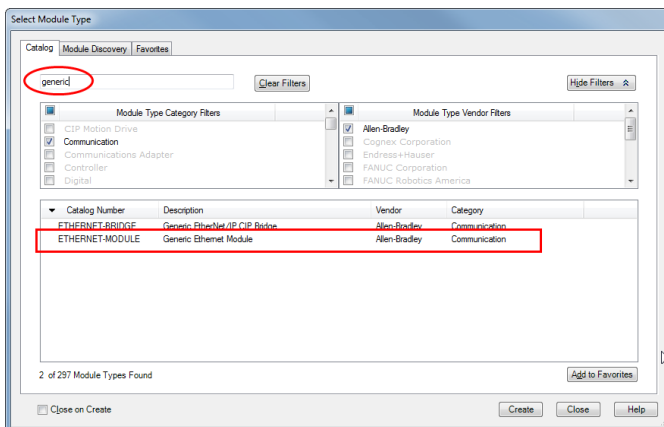 Select Module Type
Catalog Module Discovery Favorites
generic Clear Filters Hide Filters
Module Type Category Filters Module Type Vendor Filters
CIP Motion Drive Allen-Bradley
Communication Cognex Corporation
Communications Adapter Endress+Hauser
Controller FANUC Corporation
Digital FANUC Robotics America
Catalog Number Description Vendor Category
ETHERNET-BRIDGE Generic EtherNet/IP CIP Bridge Allen-Bradley Communication
ETHERNET-MODULE Generic Ethernet Module Allen-Bradley Communication
2 of 297 Module Types Found Add to Favorites
Close on Create Create Close Help